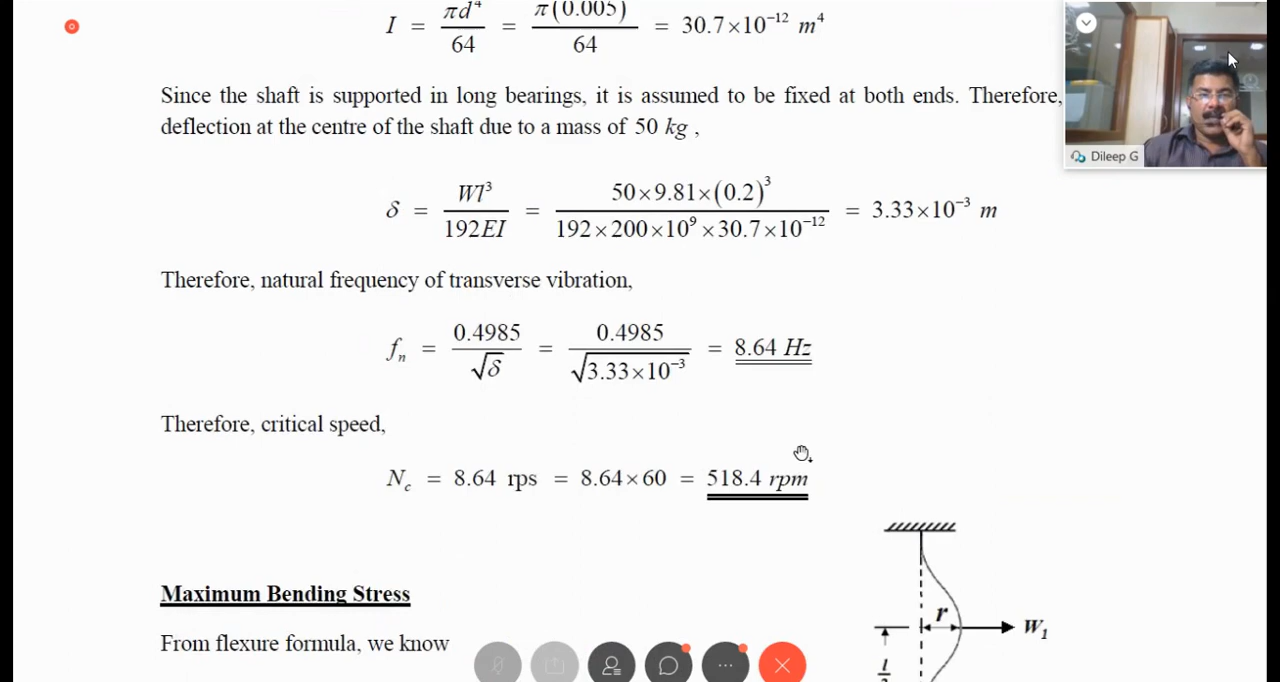 I = πd⁴/64 = π(0.005)/64 = 30.7×10⁻¹² m⁴
Since the shaft is supported in long bearings, it is assumed to be fixed at both ends. Therefore,
deflection at the centre of the shaft due to a mass of 50 kg ,
δ = Wl³/192EI = 50×9.81×(0.2)³/192×200×10⁹×30.7×10⁻¹² = 3.33×10⁻³ m
Therefore, natural frequency of transverse vibration,
fₙ = 0.4985/√δ = 0.4985/√3.33×10⁻³ = 8.64 Hz
Therefore, critical speed,
N_c = 8.64 rps = 8.64×60 = 518.4 rpm
Maximum Bending Stress
From flexure formula, we know
r
W₁
l
Dileep G